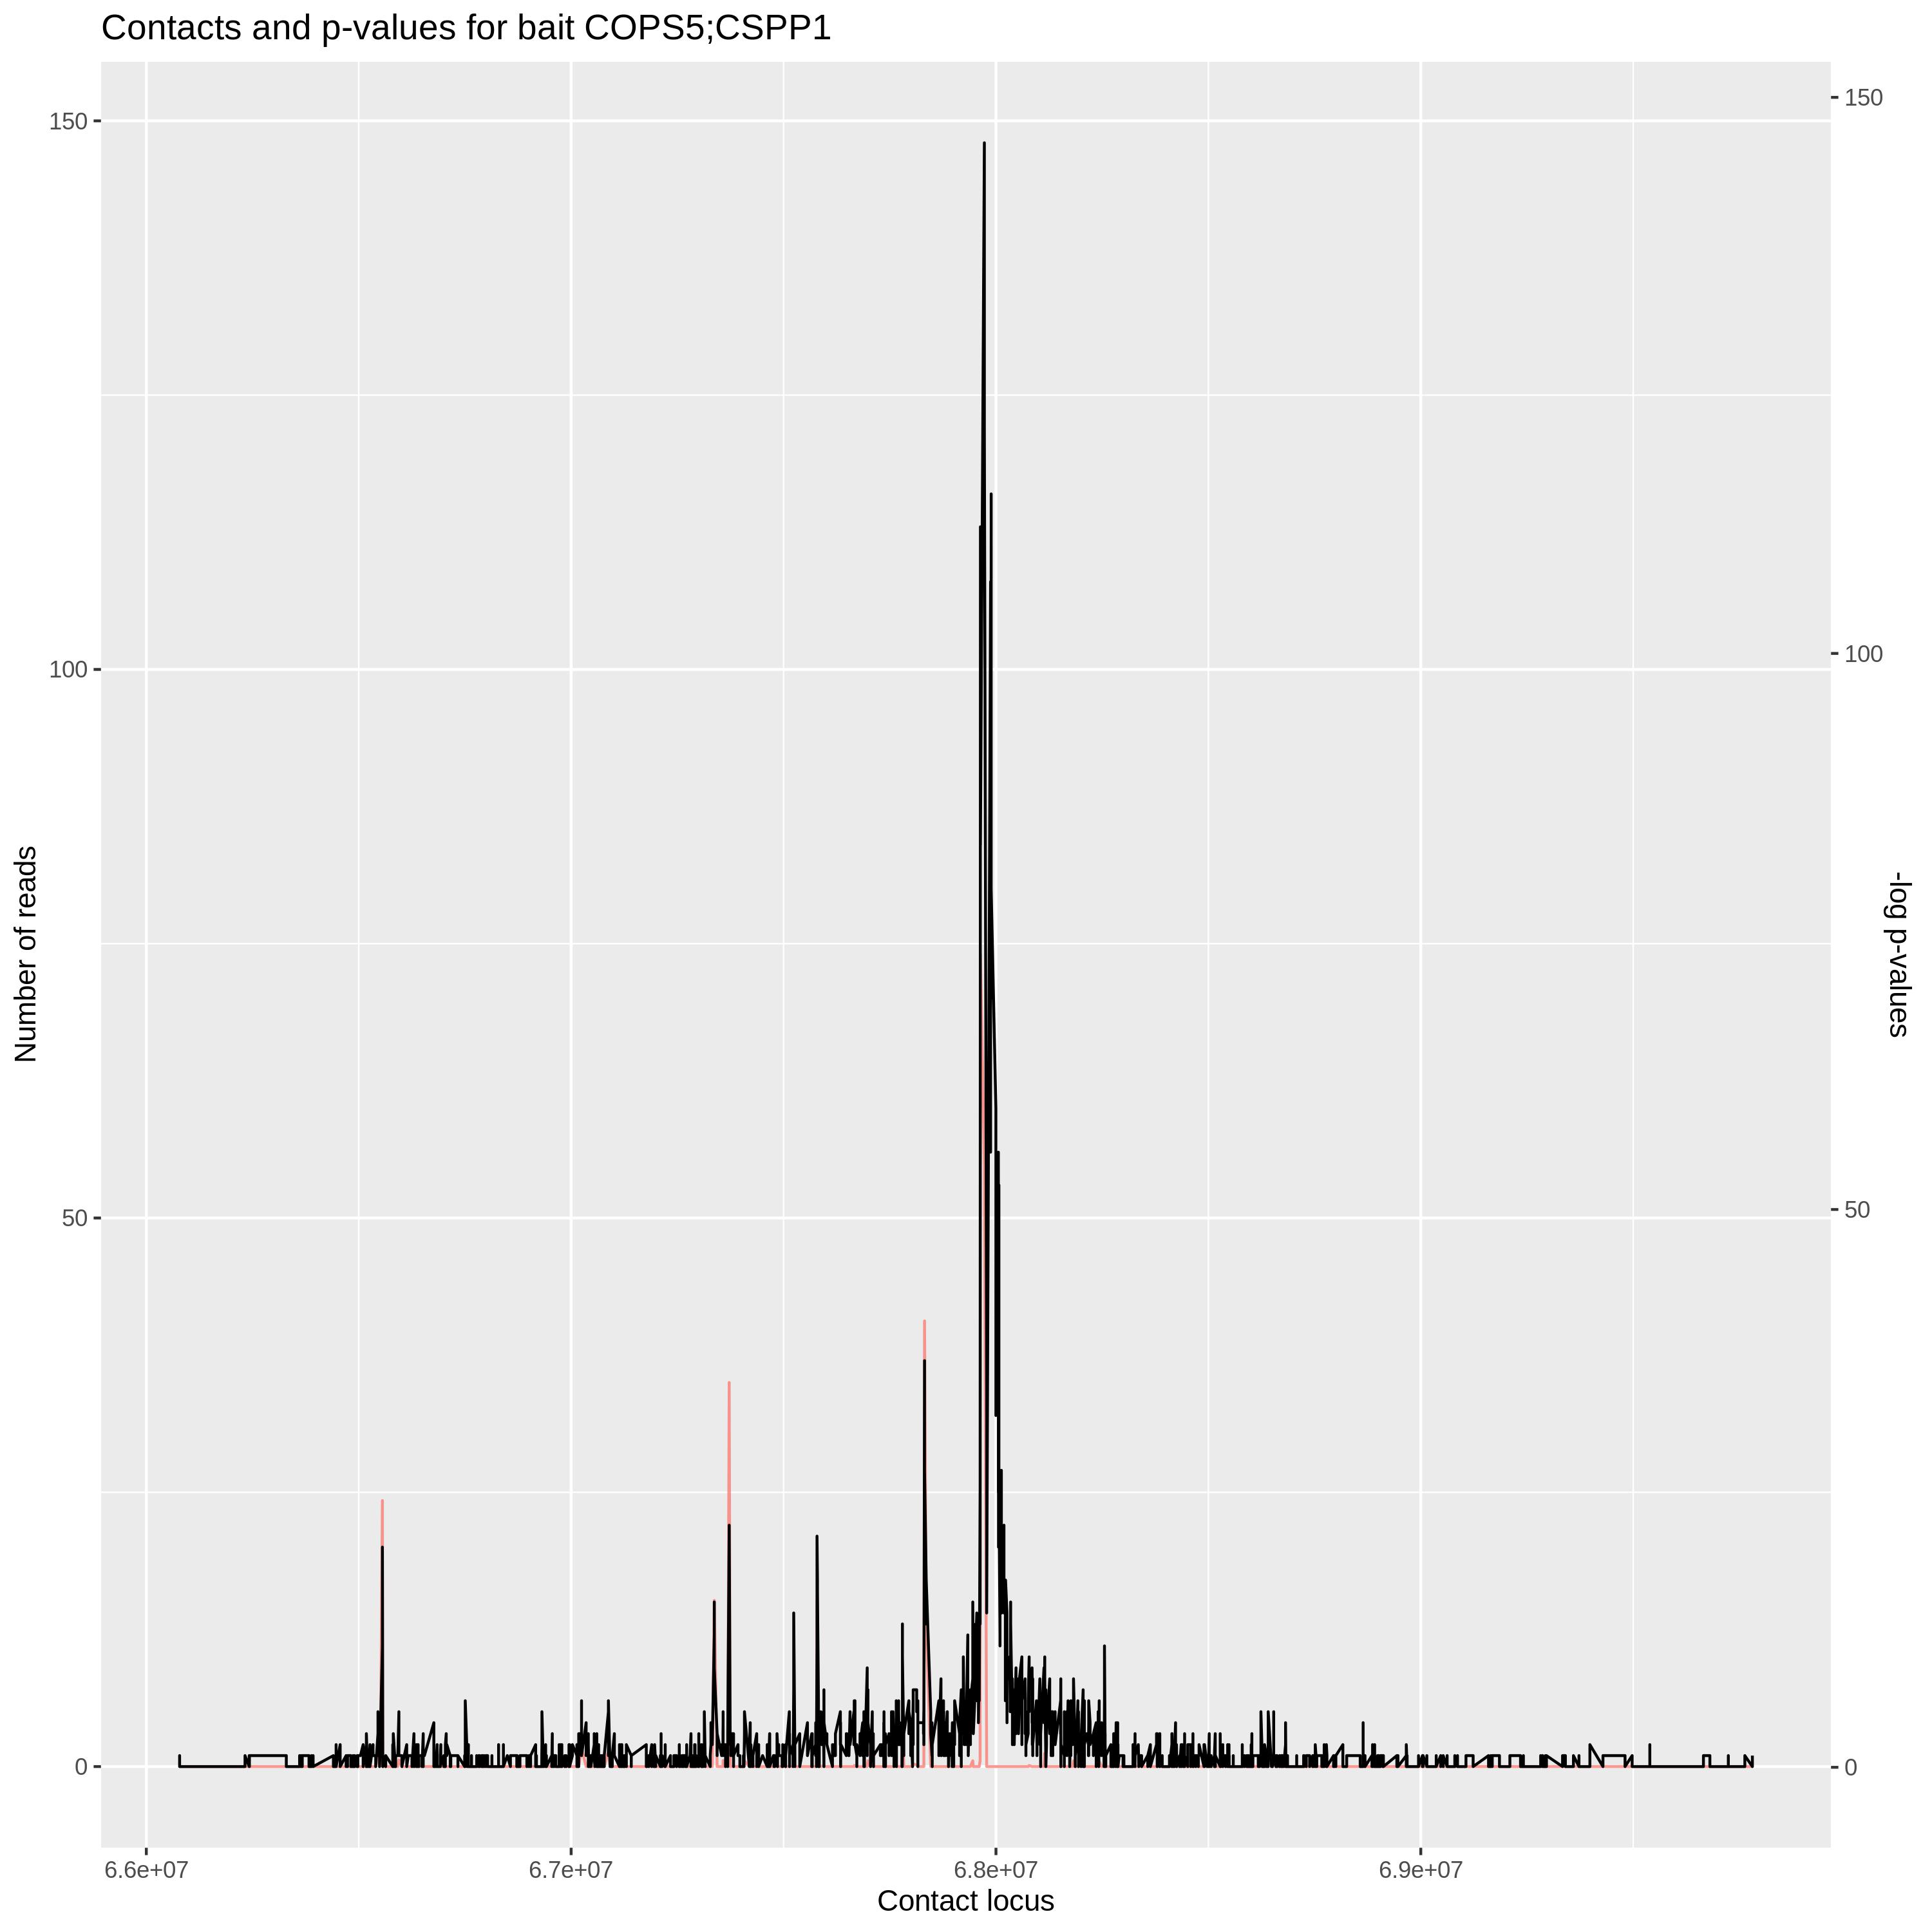 Contacts and p-values for bait COPS5;CSPP1
150
100
50
0
Number of reads
150
100
50
0
-log p-values
6.6e+07 6.7e+07 6.8e+07 6.9e+07
Contact locus